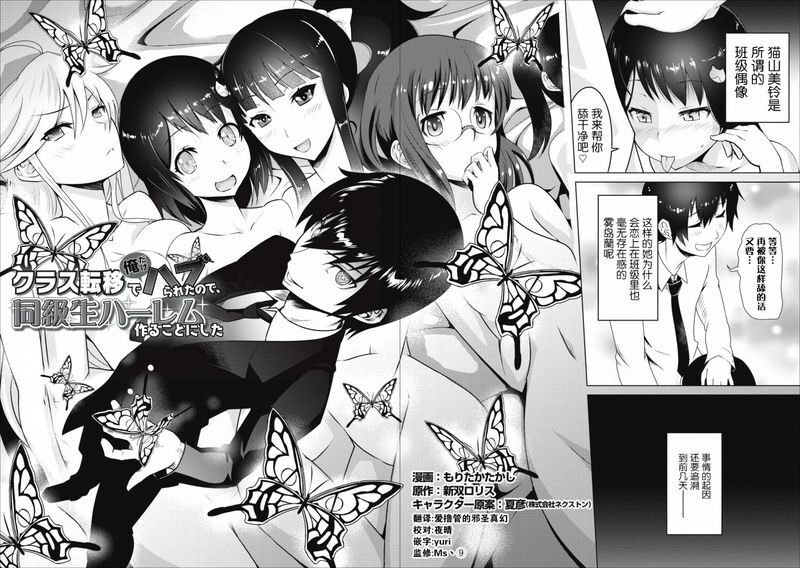 猫山美铃是
所谓的
班级偶像
我来帮你
舔干净吧♡
等等…
再被你这样舔的话
又要…
这样的她为什么
会恋上在班级里也
毫无存在感的
雾岛蘭呢
事情的起因
还要追溯
到前几天——
クラス転移で俺だけハブられたので、
同級生ハーレム
作ることにした
漫画：もりたかたかし
原作：新双ロリス
キャラクター原案：夏彦(株式会社ネクストン)
翻译:爱撸管的邪圣真幻
校对:夜晴
嵌字:yuri
监修:Ms丶9